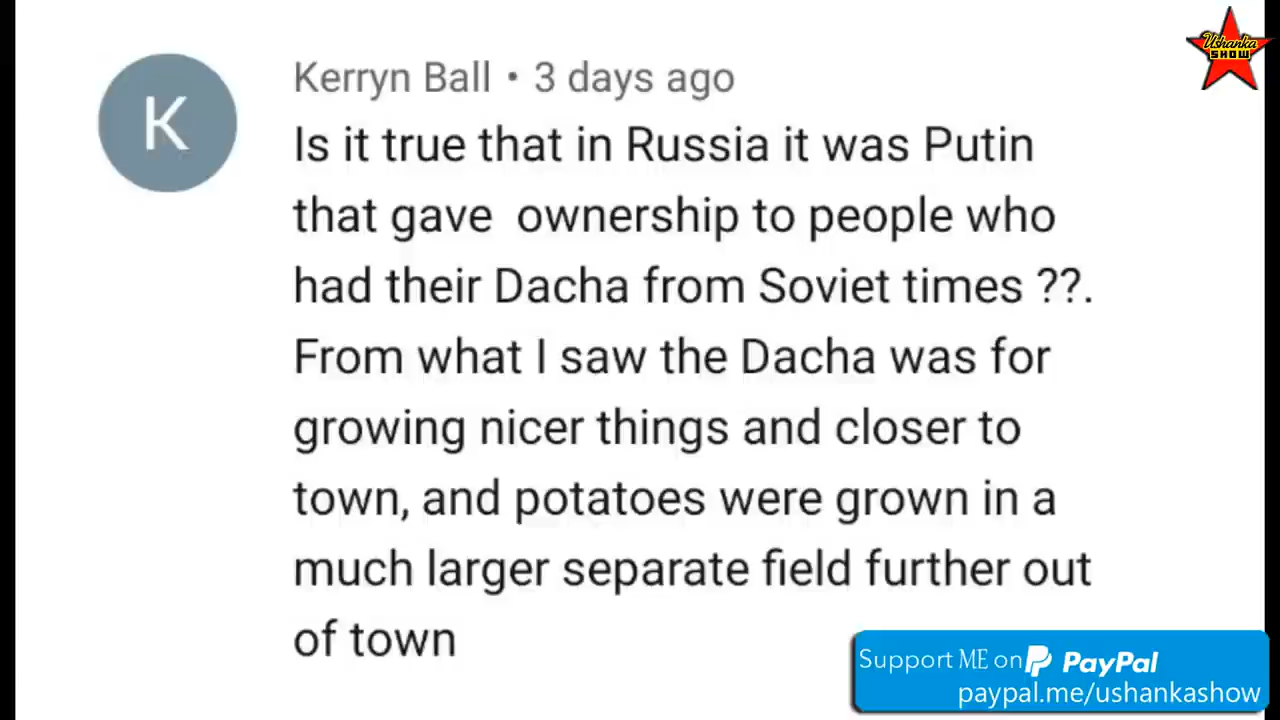 Ushanka
SHOW
K
Kerryn Ball • 3 days ago
Is it true that in Russia it was Putin
that gave  ownership to people who
had their Dacha from Soviet times ??.
From what I saw the Dacha was for
growing nicer things and closer to
town, and potatoes were grown in a
much larger separate field further out
of town
Support ME on PayPal
paypal.me/ushankashow